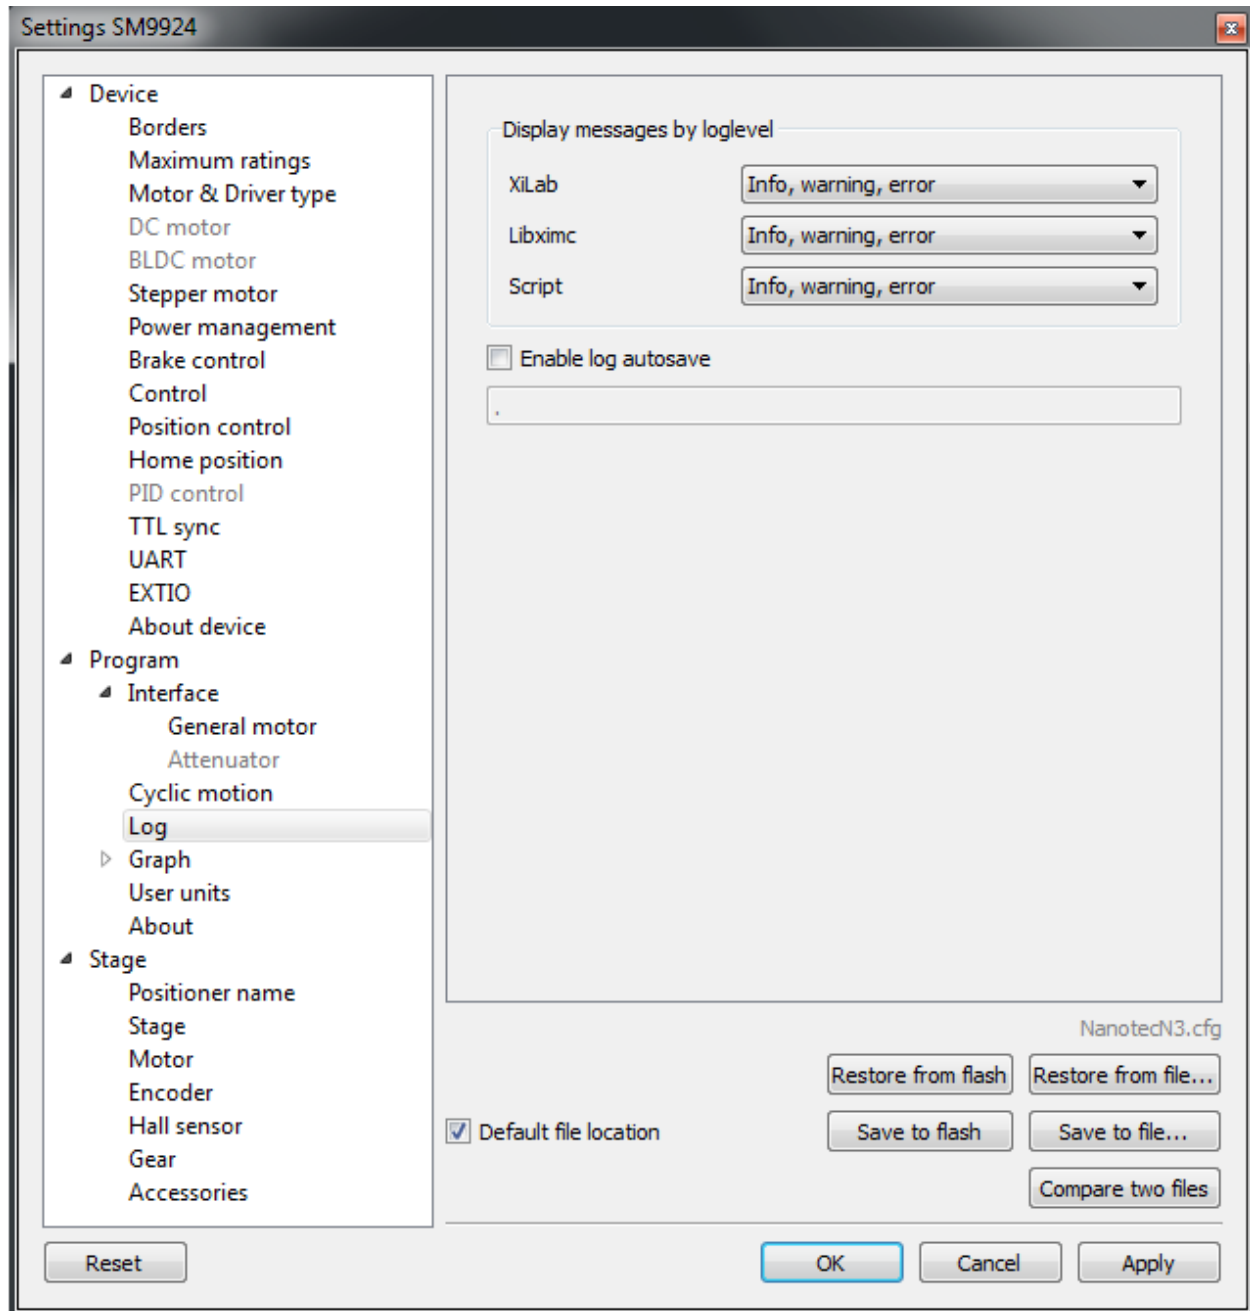 Settings SM9924
Device
Borders
Maximum ratings
Motor & Driver type
DC motor
BLDC motor
Stepper motor
Power management
Brake control
Control
Position control
Home position
PID control
TTL sync
UART
EXTIO
About device
Program
Interface
General motor
Attenuator
Cyclic motion
Log
Graph
User units
About
Stage
Positioner name
Stage
Motor
Encoder
Hall sensor
Gear
Accessories
Display messages by loglevel
XiLab Info, warning, error
Libximc Info, warning, error
Script Info, warning, error
Enable log autosave
.
NanotecN3.cfg
Restore from flash Restore from file...
Default file location Save to flash Save to file...
Compare two files
Reset OK Cancel Apply